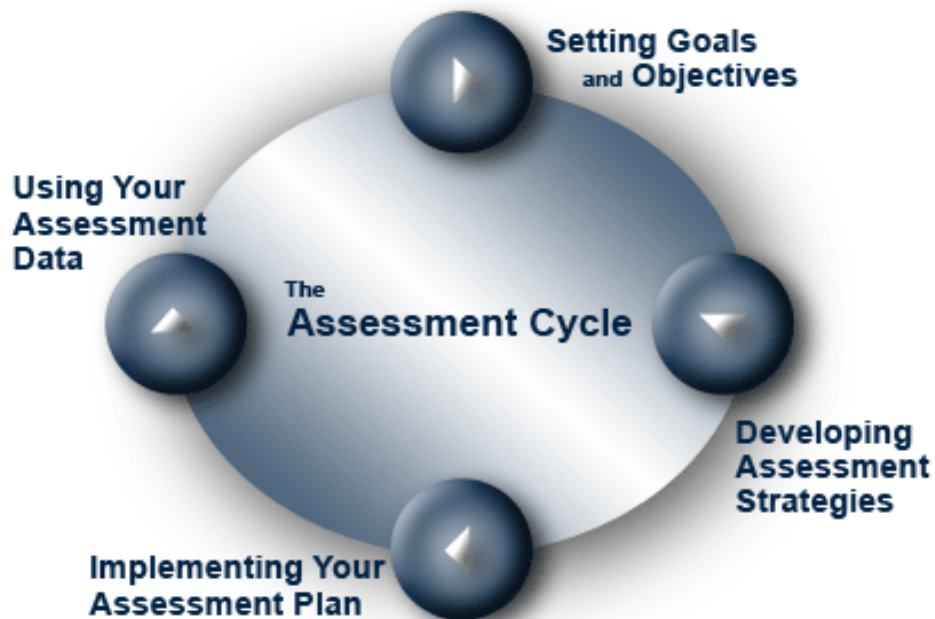 Setting Goals
and Objectives
Using Your
Assessment
Data
The
Assessment Cycle
Developing
Assessment
Strategies
Implementing Your
Assessment Plan